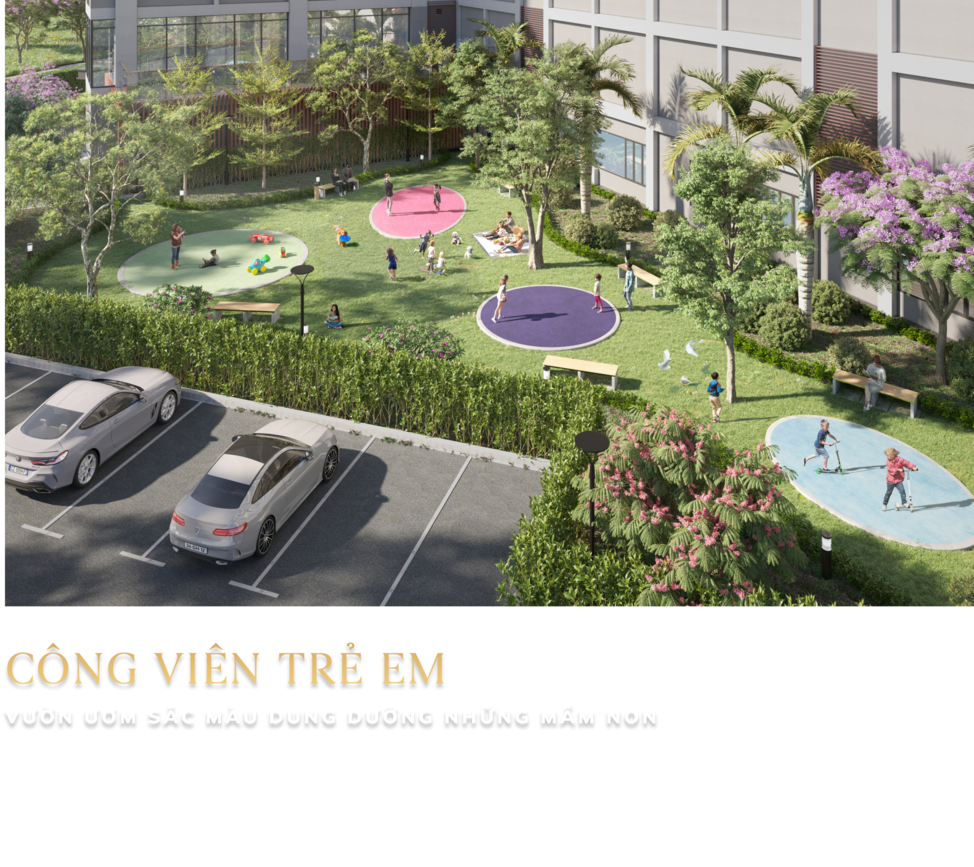 CÔNG VIÊN TRẺ EM
VƯỜN ƯƠM SẮC MÀU DUNG DƯỠNG NHỮNG MẦM NON